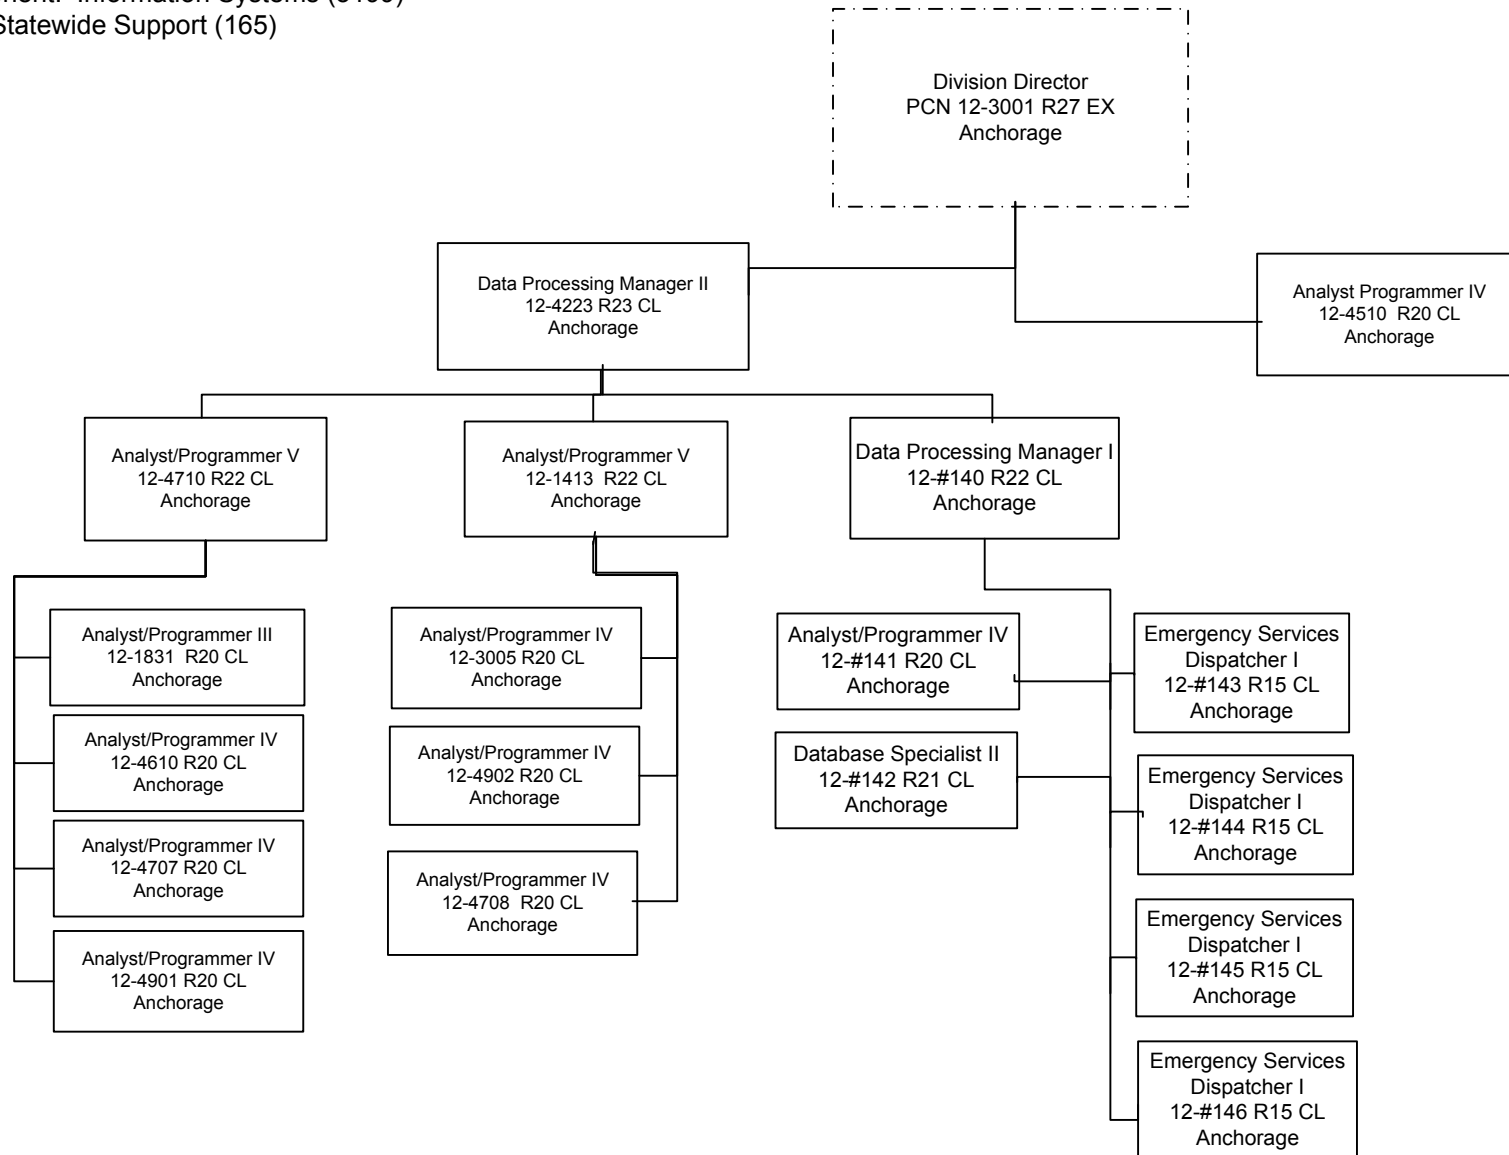 Information Systems
Statewide Support (165)
Division Director
PCN 12-3001 R27 EX
Anchorage
Data Processing Manager II
12-4223 R23 CL
Anchorage
Analyst Programmer IV
12-4510 R20 CL
Anchorage
Analyst/Programmer V
12-4710 R22 CL
Anchorage
Analyst/Programmer V
12-1413 R22 CL
Anchorage
Data Processing Manager I
12-#140 R22 CL
Anchorage
Analyst/Programmer III
12-1831 R20 CL
Anchorage
Analyst/Programmer IV
12-4610 R20 CL
Anchorage
Analyst/Programmer IV
12-4707 R20 CL
Anchorage
Analyst/Programmer IV
12-4901 R20 CL
Anchorage
Analyst/Programmer IV
12-3005 R20 CL
Anchorage
Analyst/Programmer IV
12-4902 R20 CL
Anchorage
Analyst/Programmer IV
12-4708 R20 CL
Anchorage
Analyst/Programmer IV
12-#141 R20 CL
Anchorage
Database Specialist II
12-#142 R21 CL
Anchorage
Emergency Services
Dispatcher I
12-#143 R15 CL
Anchorage
Emergency Services
Dispatcher I
12-#144 R15 CL
Anchorage
Emergency Services
Dispatcher I
12-#145 R15 CL
Anchorage
Emergency Services
Dispatcher I
12-#146 R15 CL
Anchorage